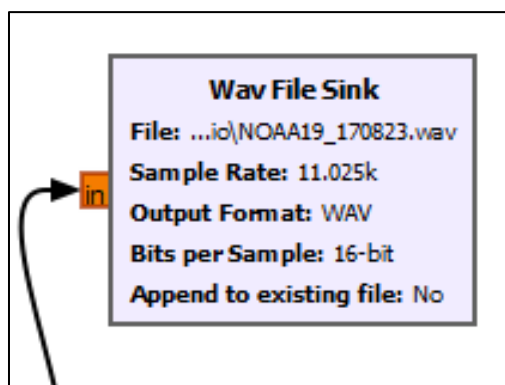 Wav File Sink
File: ...io\NOAA19_170823.wav
Sample Rate: 11.025k
in
Output Format: WAV
Bits per Sample: 16-bit
Append to existing file: No